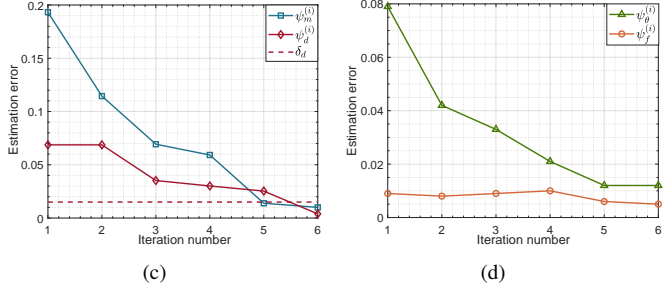 0.2
0.15
0.1
0.05
0
Estimation error
1 2 3 4 5 6
Iteration number
ψ_m^{(i)}
ψ_d^{(i)}
δ_d
(c)
0.08
0.06
0.04
0.02
0
Estimation error
1 2 3 4 5 6
Iteration number
ψ_θ^{(i)}
ψ_f^{(i)}
(d)